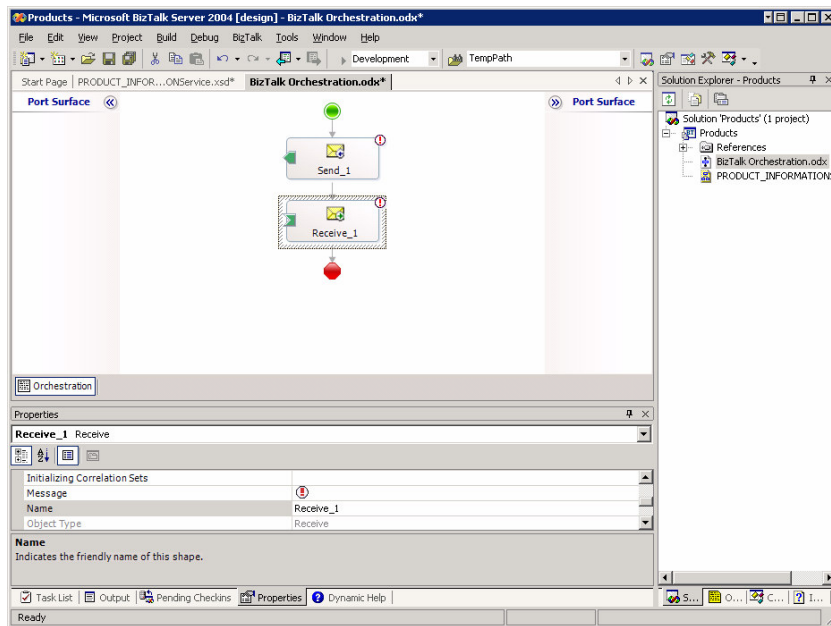 Products - Microsoft BizTalk Server 2004 [design] - BizTalk Orchestration.odx*
File Edit View Project Build Debug BizTalk Tools Window Help
Development TempPath
Start Page PRODUCT_INFOR...ONService.xsd* BizTalk Orchestration.odx*
Port Surface
Port Surface
Send_1
Receive_1
Orchestration
Solution Explorer - Products
Solution 'Products' (1 project)
Products
References
BizTalk Orchestration.odx
PRODUCT_INFORMATION
Properties
Receive_1 Receive
Initializing Correlation Sets
Message
Name Receive_1
Object Type Receive
Name
Indicates the friendly name of this shape.
Task List Output Pending Checkins Properties Dynamic Help
S... O... C... I...
Ready